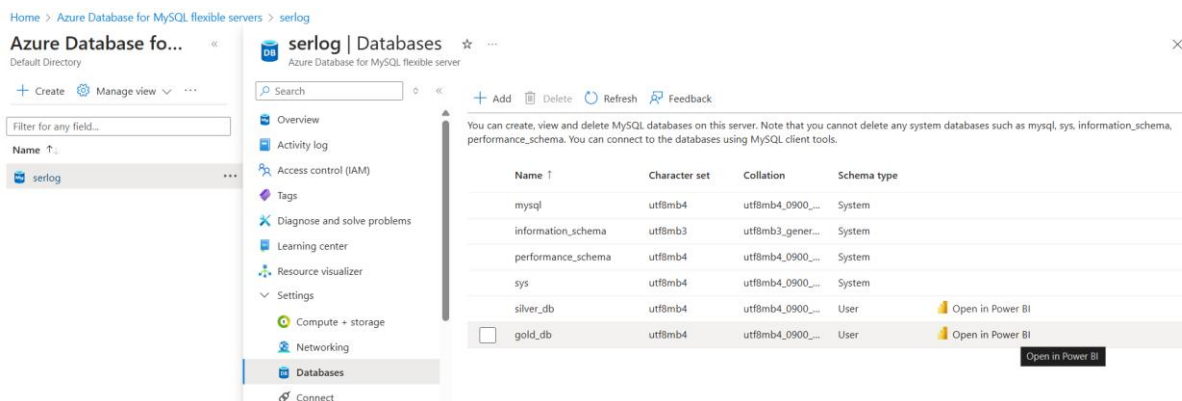 Home > Azure Database for MySQL flexible servers > serlog
Azure Database fo... «
Default Directory
+ Create Manage view ...
Filter for any field...
Name ↑
serlog ...
serlog | Databases ☆ ...
Azure Database for MySQL flexible server
Search
Overview
Activity log
Access control (IAM)
Tags
Diagnose and solve problems
Learning center
Resource visualizer
Settings
Compute + storage
Networking
Databases
Connect
+ Add Delete Refresh Feedback
You can create, view and delete MySQL databases on this server. Note that you cannot delete any system databases such as mysql, sys, information_schema,
performance_schema. You can connect to the databases using MySQL client tools.
Name ↑ Character set Collation Schema type
mysql utf8mb4 utf8mb4_0900_... System
information_schema utf8mb3 utf8mb3_gener... System
performance_schema utf8mb4 utf8mb4_0900_... System
sys utf8mb4 utf8mb4_0900_... System
silver_db utf8mb4 utf8mb4_0900_... User Open in Power BI
gold_db utf8mb4 utf8mb4_0900_... User Open in Power BI
Open in Power BI